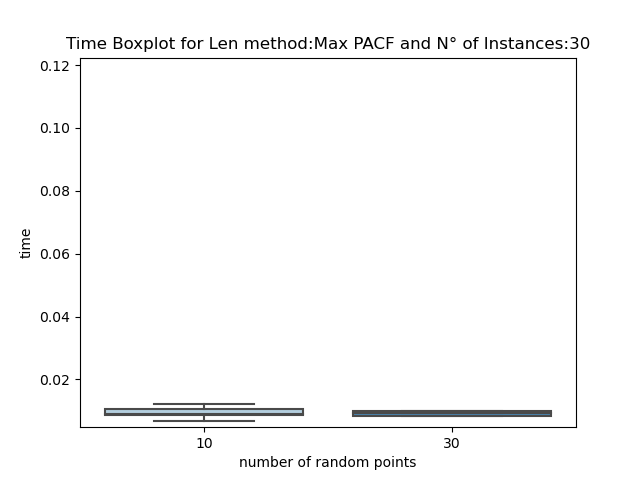 Time Boxplot for Len method:Max PACF and N° of Instances:30
0.12
0.10
0.08
0.06
0.04
0.02
time
10
30
number of random points